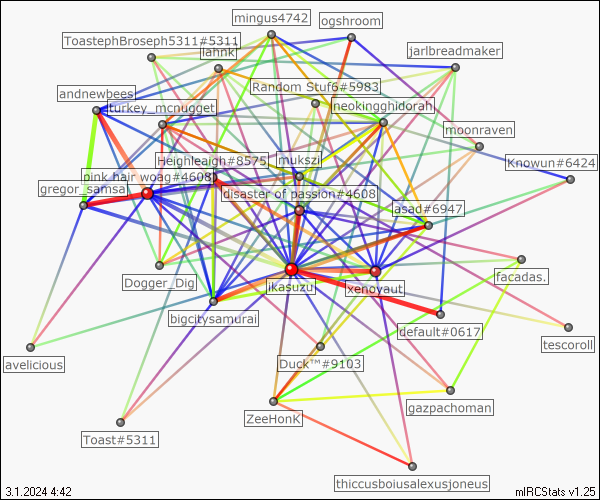 mingus4742
ogshroom
ToastephBroseph5311#5311
iahnk
jarlbreadmaker
Random Stuf6#5983
andnewbees
turkey_mcnugget
neokingghidorah
moonraven
Heighleaigh#8575
mukszi
Knowun#6424
pink hair woag#4608
gregor_samsa
disaster of passion#4608
asad#6947
Dogger_Dig
jkasuzu
xenoyaut
facadas.
bigcitysamurai
default#0617
tescoroll
avelicious
Duck™#9103
ZeeHonK
gazpachoman
Toast#5311
thiccusboiusalexusjoneus
3.1.2024 4:42
mIRCStats v1.25